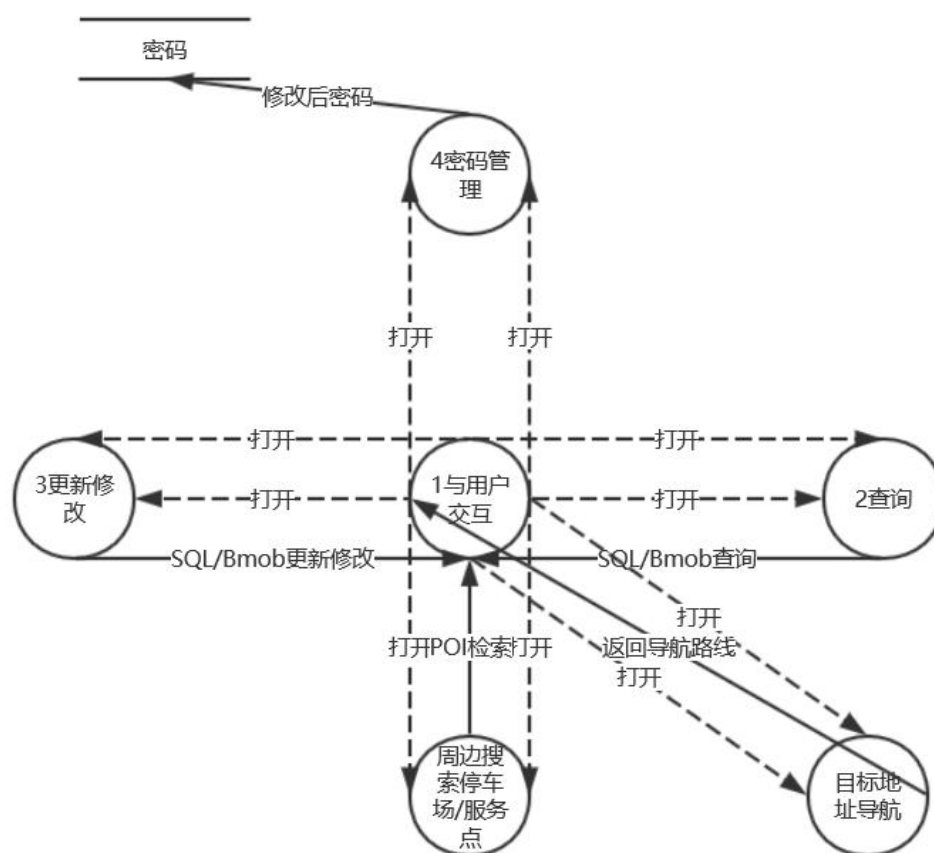 密码
修改后密码
4密码管
理
打开
打开
打开
打开
3更新修
改
打开
1与用户
交互
打开
2查询
SQL/Bmob更新修改
SQL/Bmob查询
打开
打开
POI检索
打开
返回导航路线
打开
周边搜
索停车
场/服务
点
目标地
址导航